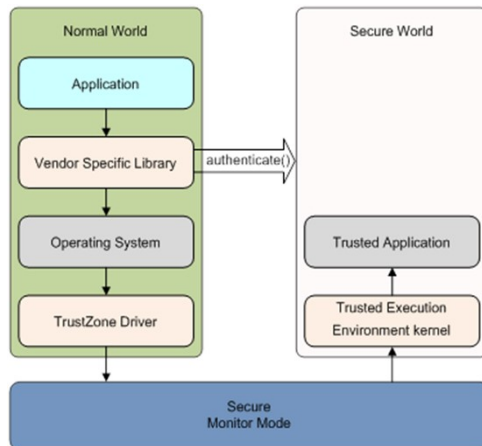 Normal World
Application
Vendor Specific Library
authenticate()
Operating System
TrustZone Driver
Secure World
Trusted Application
Trusted Execution
Environment kernel
Secure
Monitor Mode